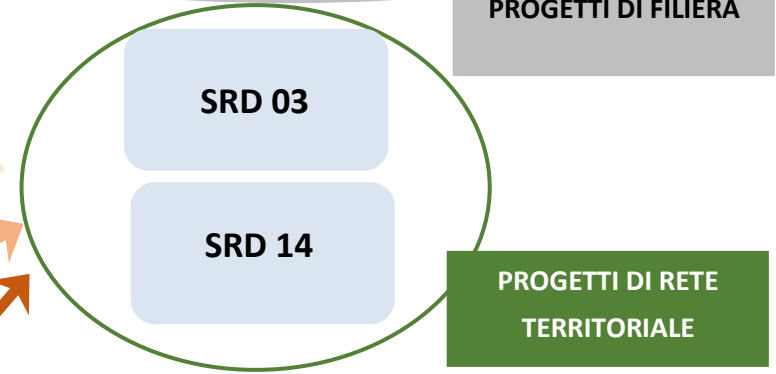 PROGETTI DI FILIERA
SRD 03
SRD 14
PROGETTI DI RETE
TERRITORIALE